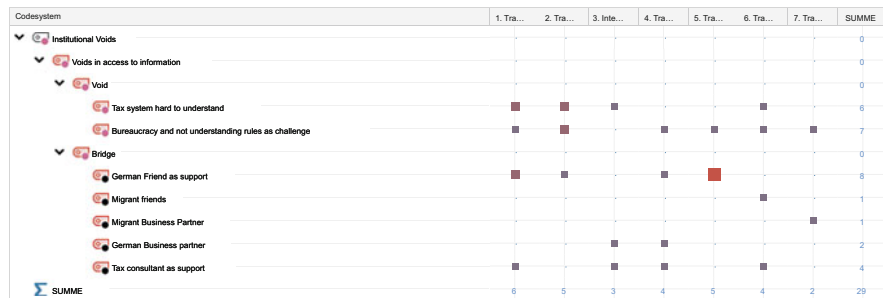 Codesystem 1. Tra... 2. Tra... 3. Inte... 4. Tra... 5. Tra... 6. Tra... 7. Tra... SUMME
Institutional Voids 0
Voids in access to information 0
Void 0
Tax system hard to understand 6
Bureaucracy and not understanding rules as challenge 7
Bridge 0
German Friend as support 8
Migrant friends 1
Migrant Business Partner 1
German Business partner 2
Tax consultant as support 4
SUMME 6 5 3 4 5 4 2 29